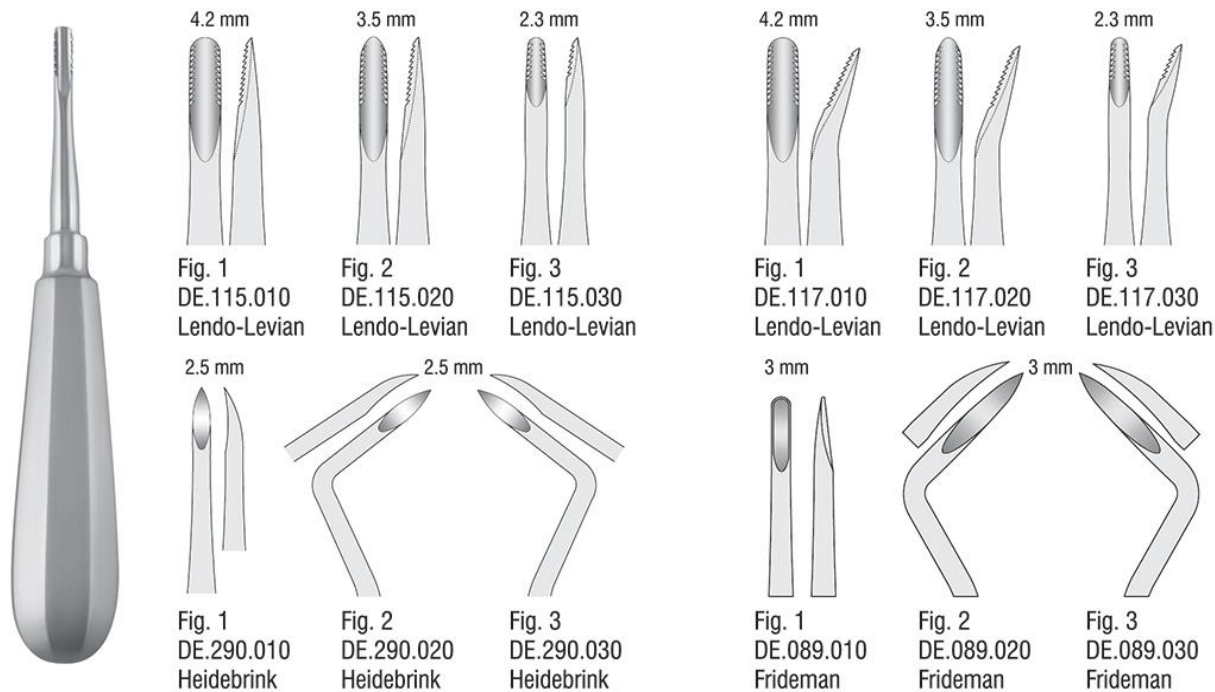 4.2 mm
3.5 mm
2.3 mm
4.2 mm
3.5 mm
2.3 mm
Fig. 1
DE.115.010
Lendo-Levian
Fig. 2
DE.115.020
Lendo-Levian
Fig. 3
DE.115.030
Lendo-Levian
Fig. 1
DE.117.010
Lendo-Levian
Fig. 2
DE.117.020
Lendo-Levian
Fig. 3
DE.117.030
Lendo-Levian
2.5 mm
2.5 mm
3 mm
3 mm
Fig. 1
DE.290.010
Heidebrink
Fig. 2
DE.290.020
Heidebrink
Fig. 3
DE.290.030
Heidebrink
Fig. 1
DE.089.010
Frideman
Fig. 2
DE.089.020
Frideman
Fig. 3
DE.089.030
Frideman